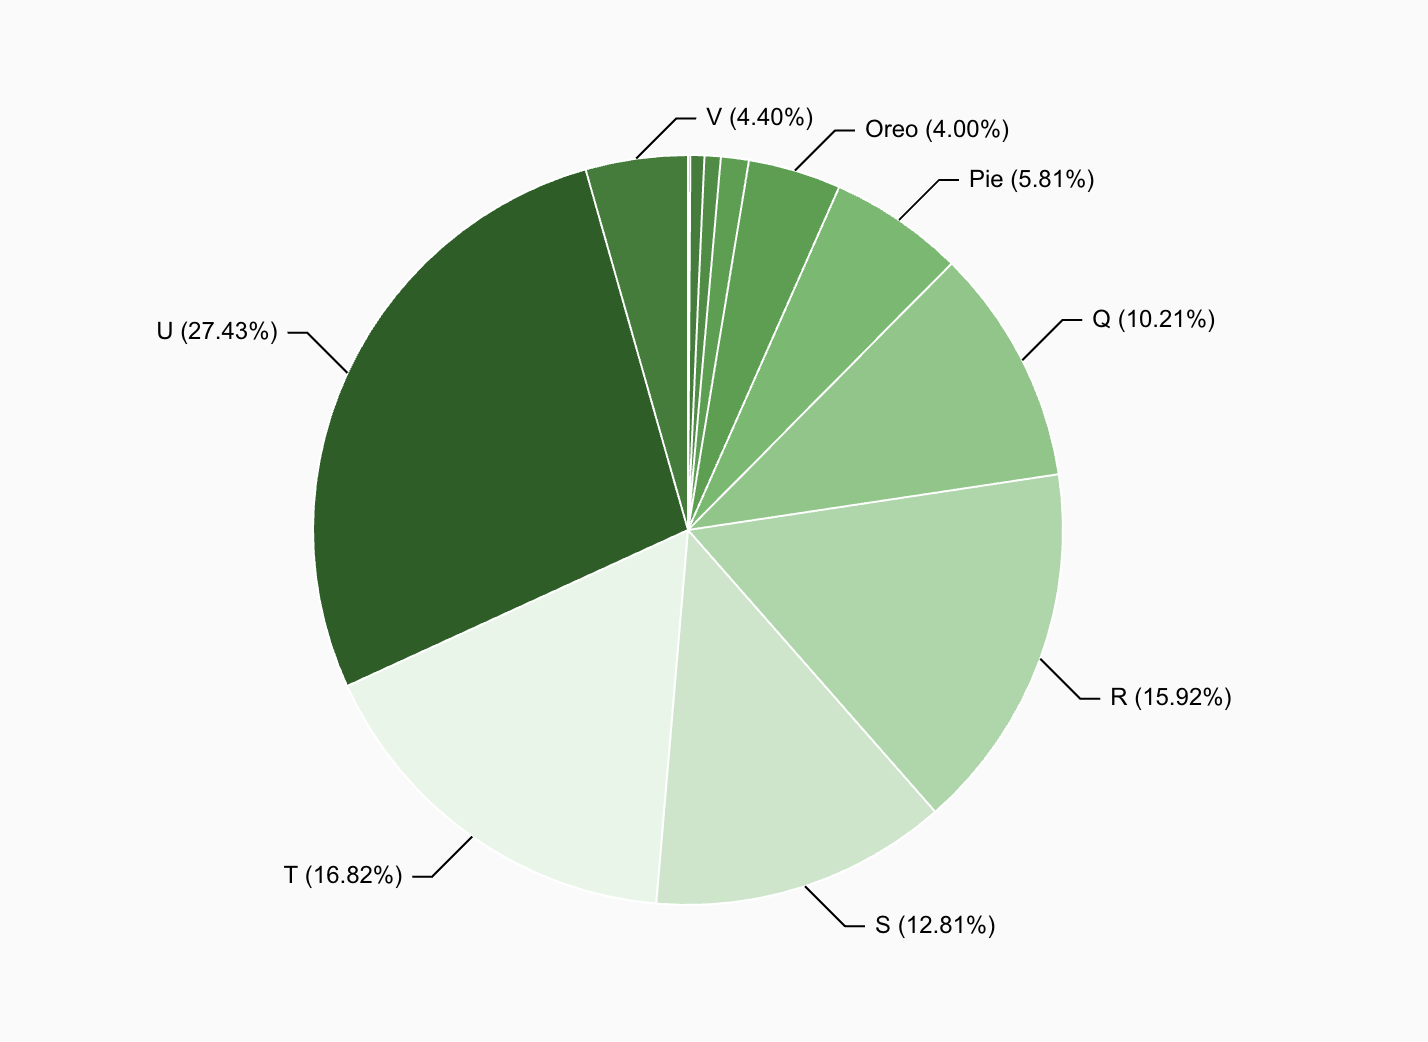 V (4.40%)
Oreo (4.00%)
Pie (5.81%)
Q (10.21%)
U (27.43%)
R (15.92%)
T (16.82%)
S (12.81%)